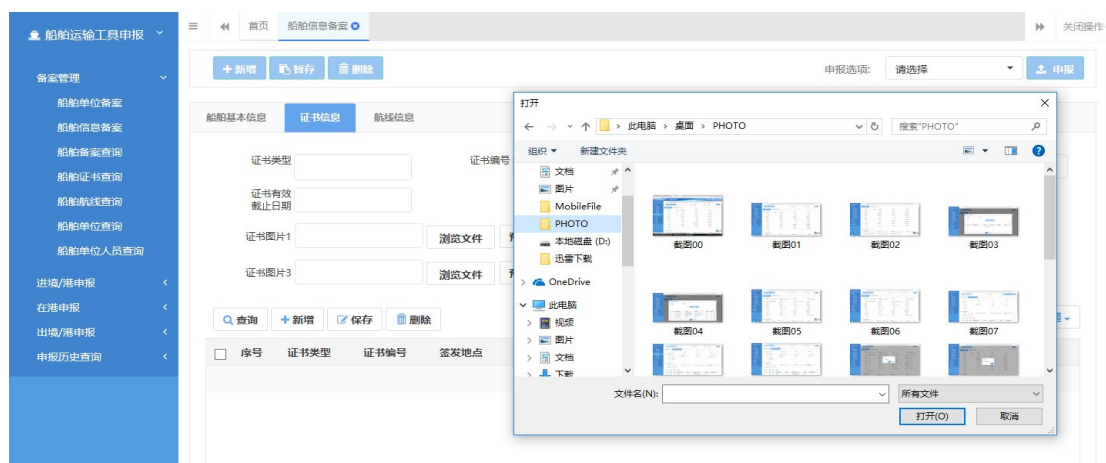 船舶运输工具申报
首页 船舶信息备案
关闭操作
新增 暂存 删除
申报选项: 请选择 申报
备案管理
船舶单位备案
船舶信息备案
船舶备案查询
船舶证书查询
船舶航线查询
船舶单位查询
船舶单位人员查询
进境/港申报
在港申报
出境/港申报
申报历史查询
船舶基本信息 证书信息 航线信息
证书类型
证书编号
证书有效
截止日期
证书图片1 浏览文件
证书图片3 浏览文件
查询 新增 保存 删除
序号 证书类型 证书编号 签发地点
打开
此电脑 > 桌面 > PHOTO
搜索"PHOTO"
组织 新建文件夹
文档
图片
MobileFile
PHOTO
本地磁盘 (D:)
迅雷下载
OneDrive
此电脑
视频
图片
文档
下载
截图00 截图01 截图02 截图03
截图04 截图05 截图06 截图07
文件名(N):
所有文件
打开(O) 取消